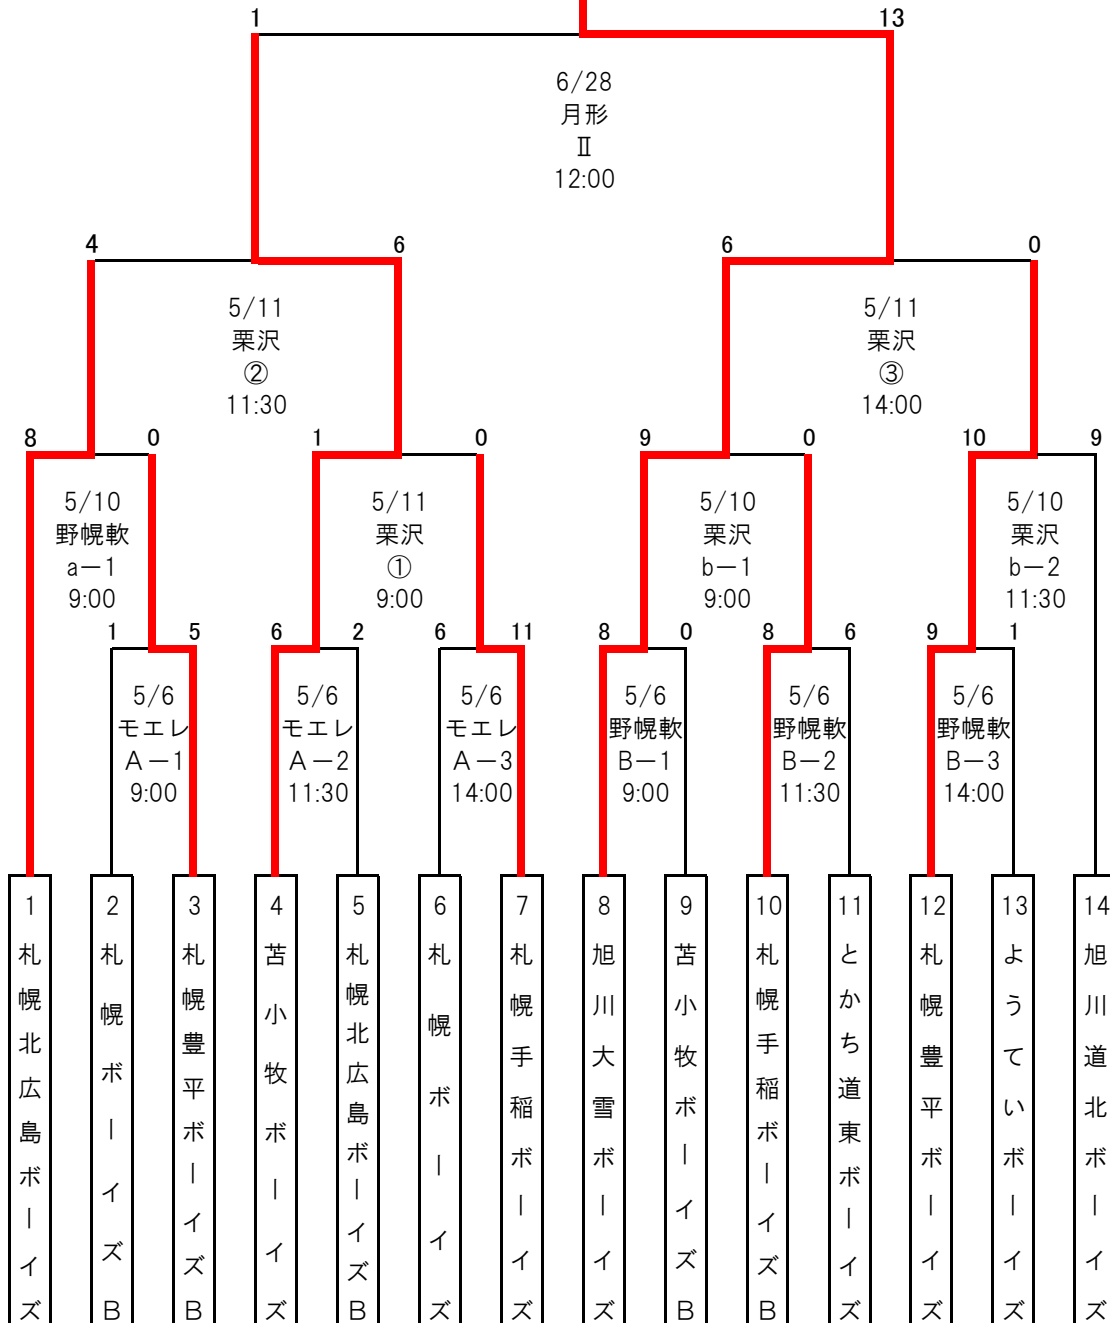 1 13
6/28
月形
Ⅱ
12:00
4 6 6 0
5/11
栗沢
②
11:30
5/11
栗沢
③
14:00
8 0 1 0 9 0 10 9
5/10
野幌軟
a－1
9:00
5/11
栗沢
①
9:00
5/10
栗沢
b－1
9:00
5/10
栗沢
b－2
11:30
1 5 6 2 6 11 8 0 8 6 9 1
5/6
モエレ
A－1
9:00
5/6
モエレ
A－2
11:30
5/6
モエレ
A－3
14:00
5/6
野幌軟
B－1
9:00
5/6
野幌軟
B－2
11:30
5/6
野幌軟
B－3
14:00
1 札幌北広島ボーイズ
2 札幌ボーイズB
3 札幌豊平ボーイズB
4 苫小牧ボーイズ
5 札幌北広島ボーイズB
6 札幌ボーイズ
7 札幌手稲ボーイズ
8 旭川大雪ボーイズ
9 苫小牧ボーイズB
10 札幌手稲ボーイズB
11 とかち道東ボーイズ
12 札幌豊平ボーイズ
13 ようていボーイズ
14 旭川道北ボーイズ